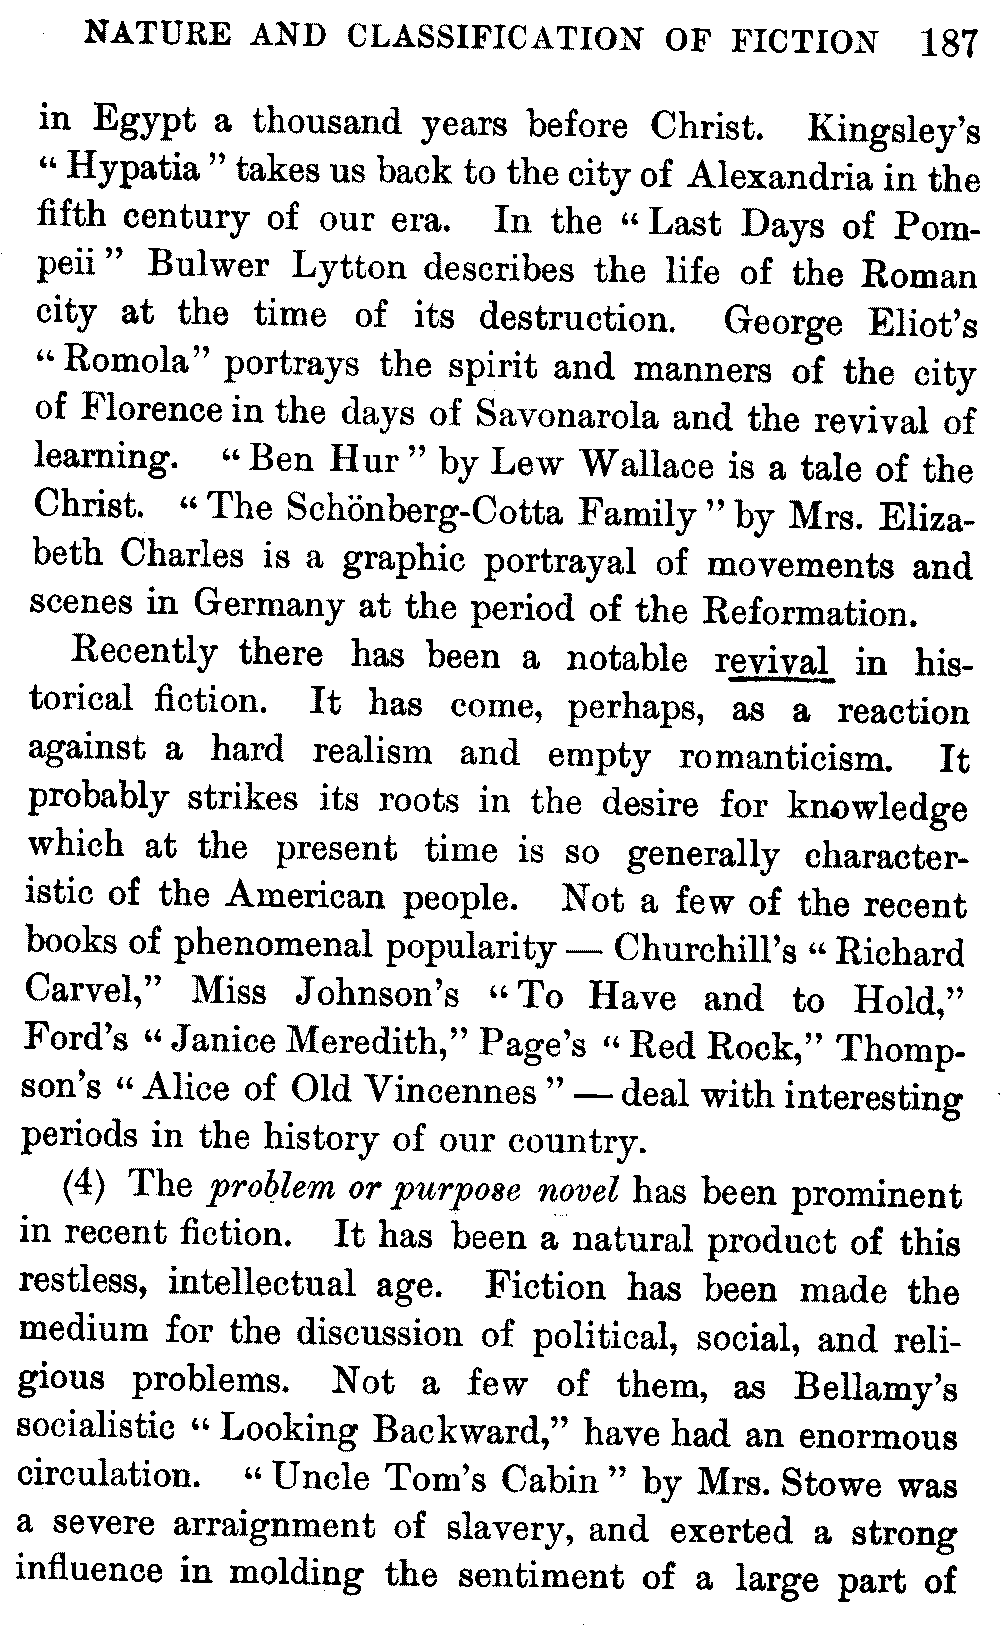 NATURE AND CLASSIFICATION OF FICTION 187
in Egypt a thousand years before Christ. Kingsley's
“Hypatia” takes us back to the city of Alexandria in the
fifth century of our era. In the “Last Days of Pom-
peii” Bulwer Lytton describes the life of the Roman
city at the time of its destruction. George Eliot's
“Romola” portrays the spirit and manners of the city
of Florence in the days of Savonarola and the revival of
learning. “Ben Hur” by Lew Wallace is a tale of the
Christ. “The Schönberg-Cotta Family” by Mrs. Eliza-
beth Charles is a graphic portrayal of movements and
scenes in Germany at the period of the Reformation.
Recently there has been a notable revival in his-
torical fiction. It has come, perhaps, as a reaction
against a hard realism and empty romanticism. It
probably strikes its roots in the desire for knowledge
which at the present time is so generally character-
istic of the American people. Not a few of the recent
books of phenomenal popularity — Churchill's “Richard
Carvel,” Miss Johnson's “To Have and to Hold,”
Ford's “Janice Meredith,” Page's “Red Rock,” Thomp-
son's “Alice of Old Vincennes” — deal with interesting
periods in the history of our country.
(4) The problem or purpose novel has been prominent
in recent fiction. It has been a natural product of this
restless, intellectual age. Fiction has been made the
medium for the discussion of political, social, and reli-
gious problems. Not a few of them, as Bellamy's
socialistic “Looking Backward,” have had an enormous
circulation. “Uncle Tom's Cabin” by Mrs. Stowe was
a severe arraignment of slavery, and exerted a strong
influence in molding the sentiment of a large part of